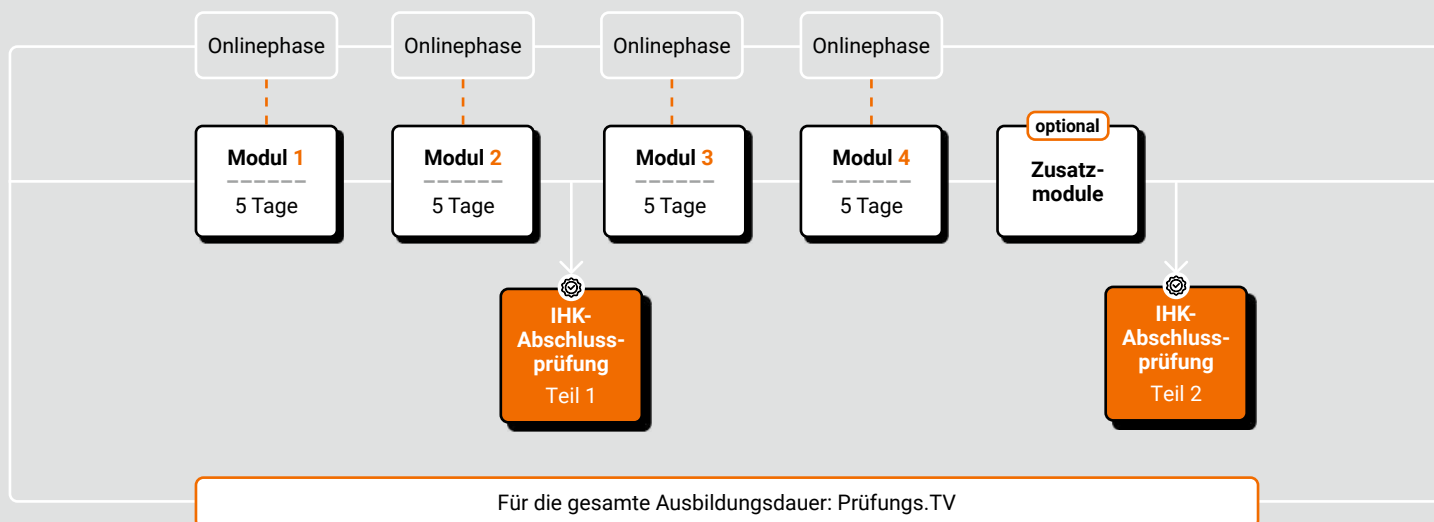 Onlinephase
Onlinephase
Onlinephase
Onlinephase
Modul 1
5 Tage
Modul 2
5 Tage
Modul 3
5 Tage
Modul 4
5 Tage
optional
Zusatz-
module
IHK-
Abschluss-
prüfung
Teil 1
IHK-
Abschluss-
prüfung
Teil 2
Für die gesamte Ausbildungsdauer: Prüfungs.TV